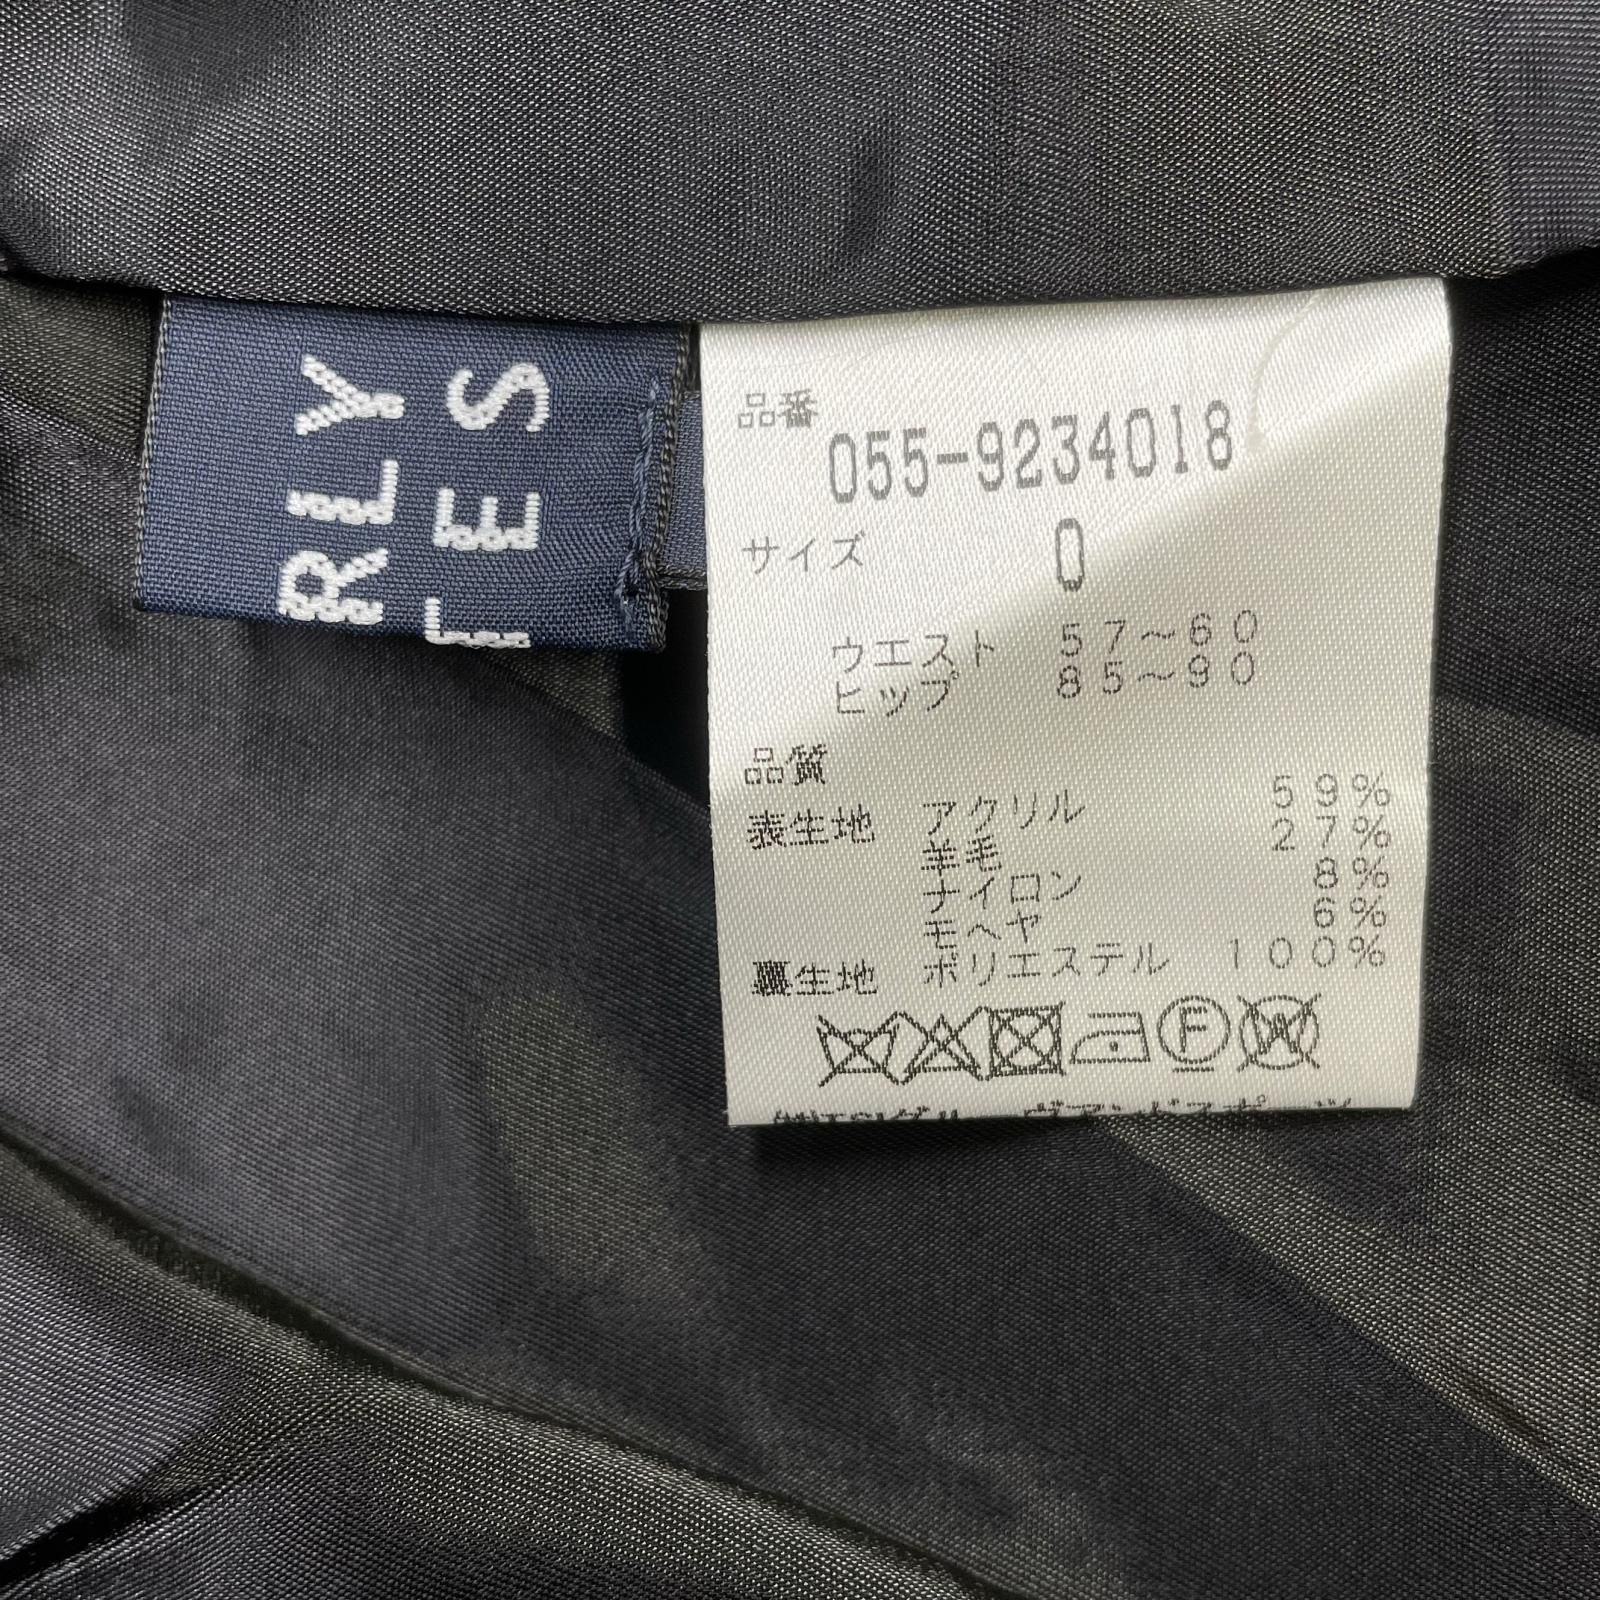 RLY
TES
品番
055-9234018
サイズ 0
ウエスト 57〜60
ヒップ 85〜90
品質
表生地 アクリル 59%
羊毛 27%
ナイロン 8%
モヘヤ 6%
裏生地 ポリエステル 100%
F W